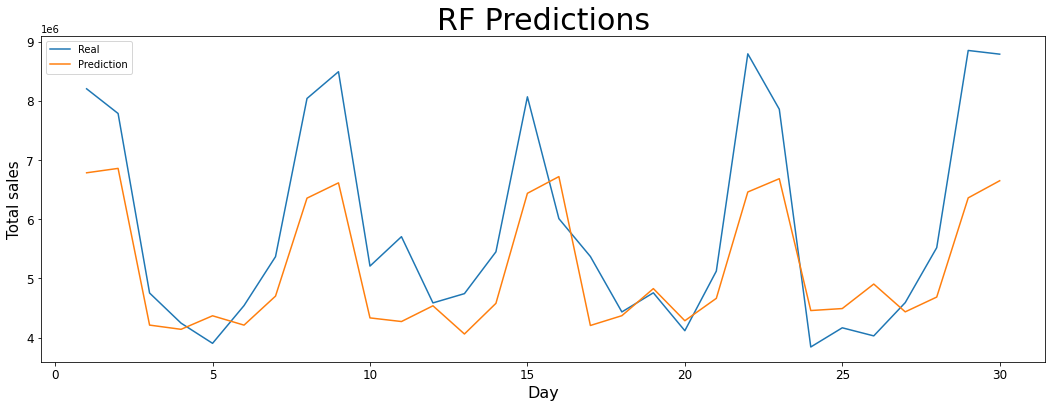 RF Predictions
1e6
Real
Prediction
9
8
7
6
5
4
Total sales
0 5 10 15 20 25 30
Day